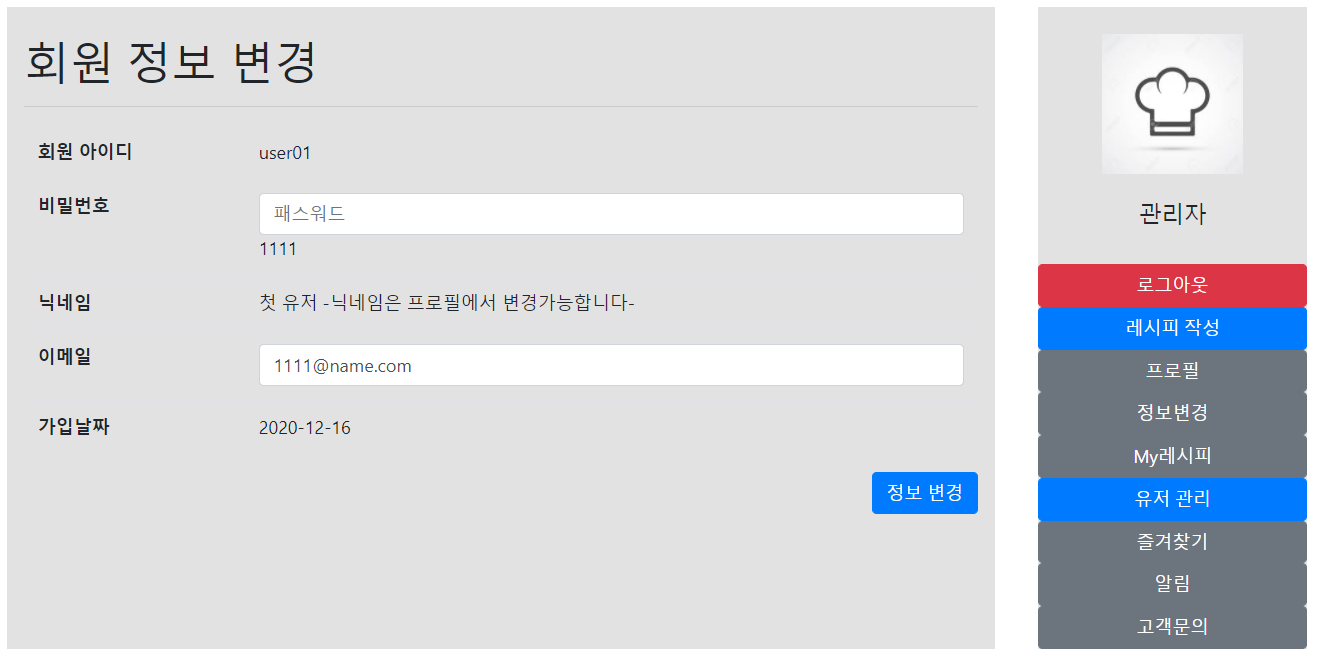 회원 정보 변경
회원 아이디 user01
비밀번호 패스워드
1111
닉네임 첫 유저 -닉네임은 프로필에서 변경가능합니다-
이메일 1111@name.com
가입날짜 2020-12-16
정보 변경
관리자
로그아웃
레시피 작성
프로필
정보변경
My레시피
유저 관리
즐겨찾기
알림
고객문의